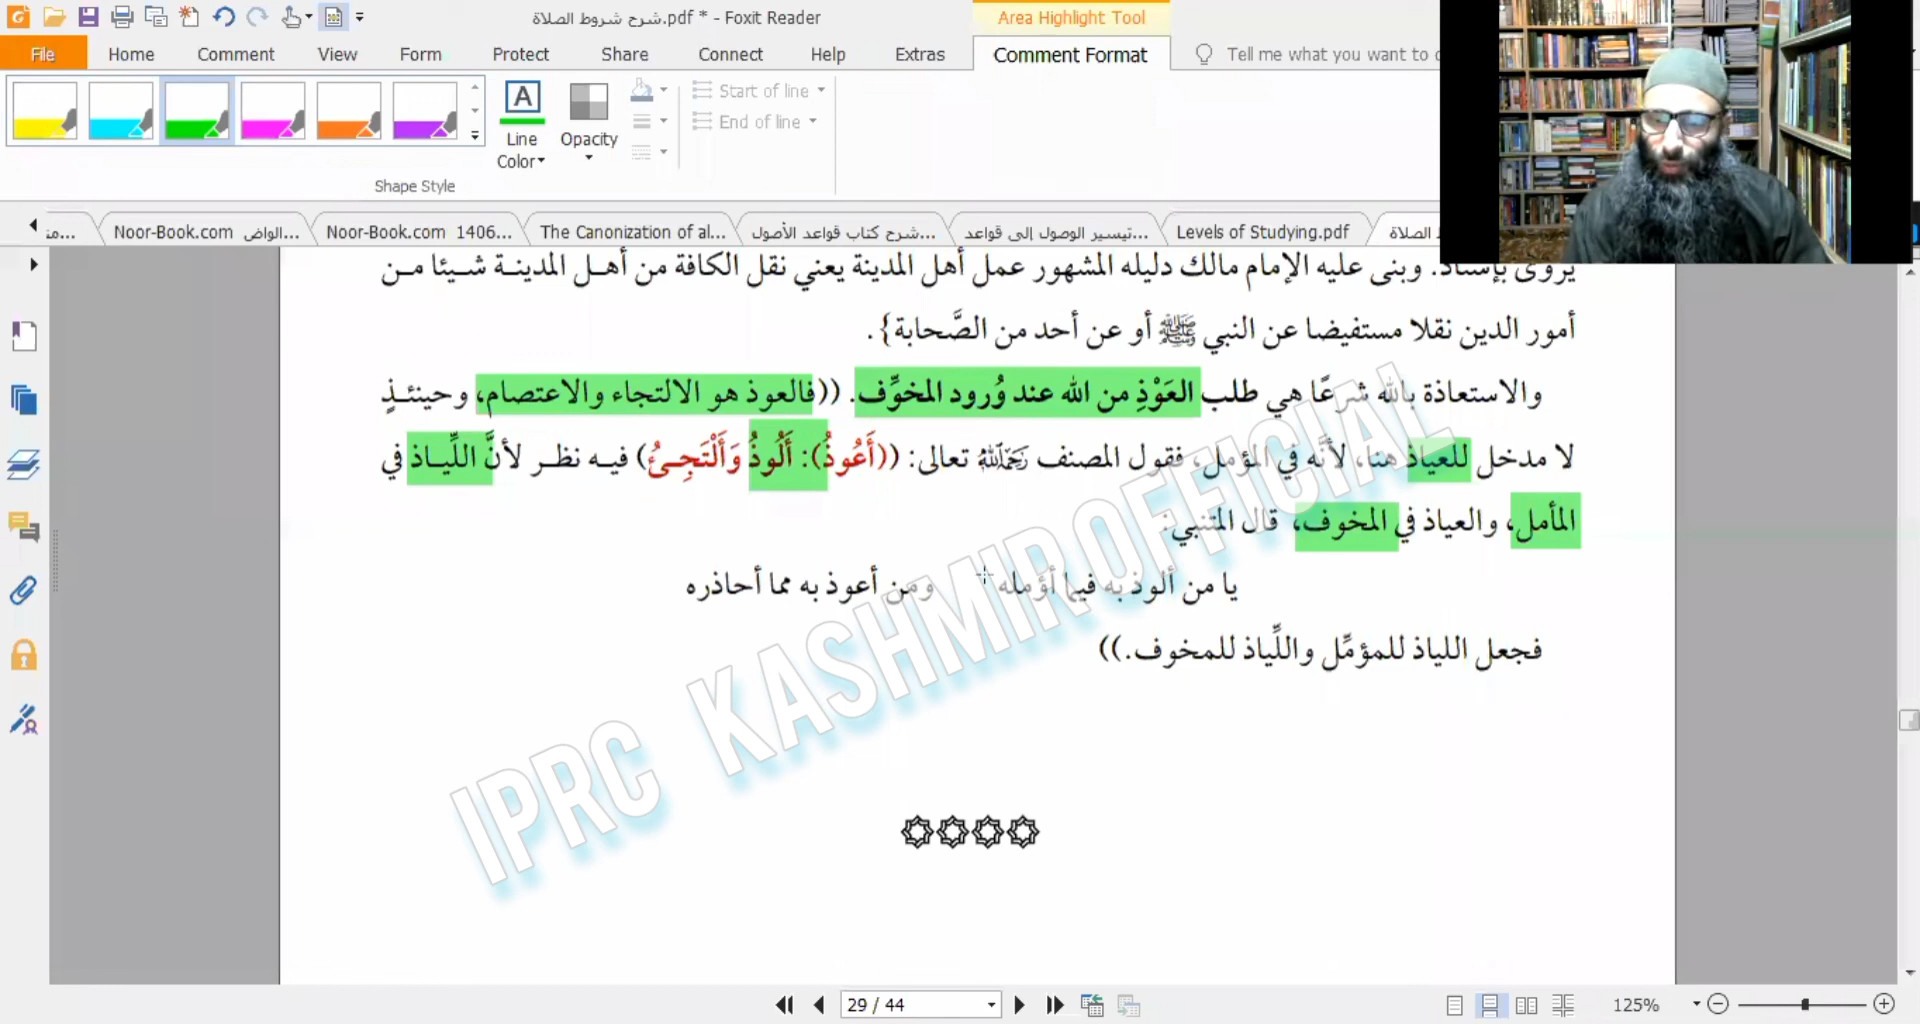 شرح شروط الصلاة.pdf * - Foxit Reader
Area Highlight Tool
File Home Comment View Form Protect Share Connect Help Extras Comment Format Tell me what you want to
Start of line
End of line
Line Color
Opacity
Shape Style
Noor-Book.com الواض...
Noor-Book.com 1406...
The Canonization of al...
شرح كتاب قواعد الأصول...
تيسير الوصول إلى قواعد...
Levels of Studying.pdf
الصلاة
يروى بإسناد. وبنى عليه الإمام مالك دليله المشهور عمل أهل المدينة يعني نقل الكافة من أهل المدينة شيئا من
أمور الدين نقلا مستفيضا عن النبي ﷺ أو عن أحد من الصَّحابة}.
والاستعاذة بالله شرعًا هي طلب العَوْذِ من الله عند وُرود المخوِّف. ((فالعوذ هو الالتجاء والاعتصام، وحينئذٍ
لا مدخل للعياذ هنا، لأنَّه في المؤمل، فقول المصنف رَحِمَهُ اللهُ تعالى: ((أَعُوذُ): أَلُوذُ وَأَلْتَجِئُ) فيه نظر لأنَّ اللِّياذ في
المأمل، والعياذ في المخوف، قال المتنبي:
يا من ألوذ به فيما أؤمله ومن أعوذ به مما أحاذره
فجعل اللياذ للمؤمِّل واللِّياذ للمخوف.))
IPRC KASHMIR OFFICIAL
29 / 44
125%